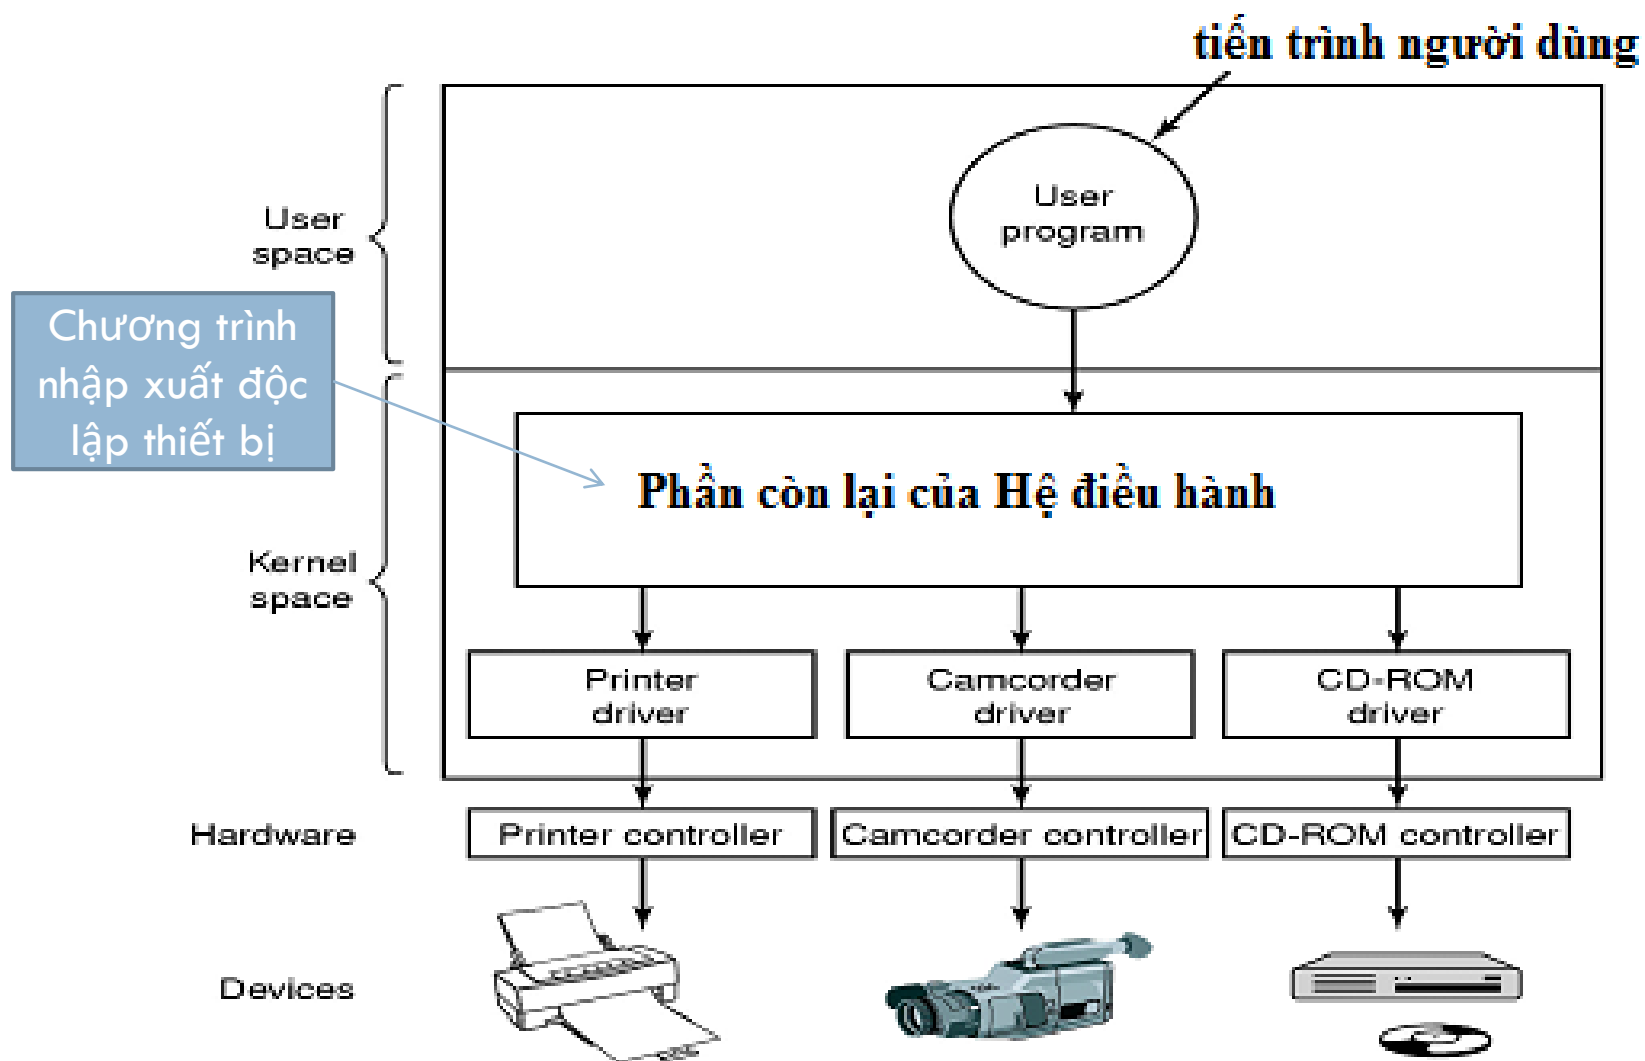 tiến trình người dùng
User
program
User
space
Chương trình
nhập xuất độc
lập thiết bị
Phần còn lại của Hệ điều hành
Kernel
space
Printer
driver
Camcorder
driver
CD-ROM
driver
Hardware
Printer controller
Camcorder controller
CD-ROM controller
Devices